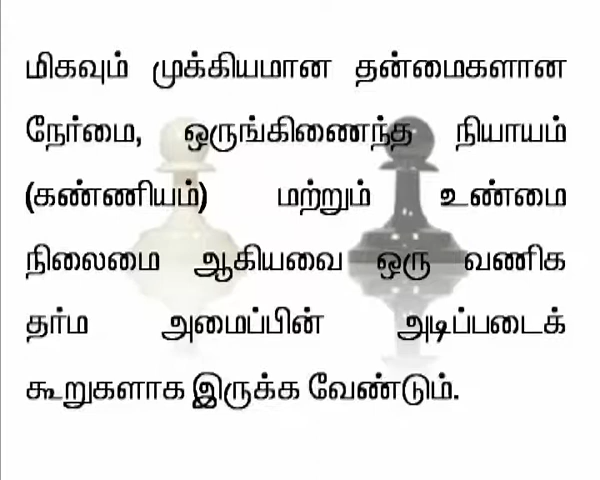 மிகவும் முக்கியமான தன்மைகளான
நேர்மை, ஒருங்கிணைந்த நியாயம்
(கண்ணியம்) மற்றும் உண்மை
நிலைமை ஆகியவை ஒரு வணிக
தர்ம அமைப்பின் அடிப்படைக்
கூறுகளாக இருக்க வேண்டும்.